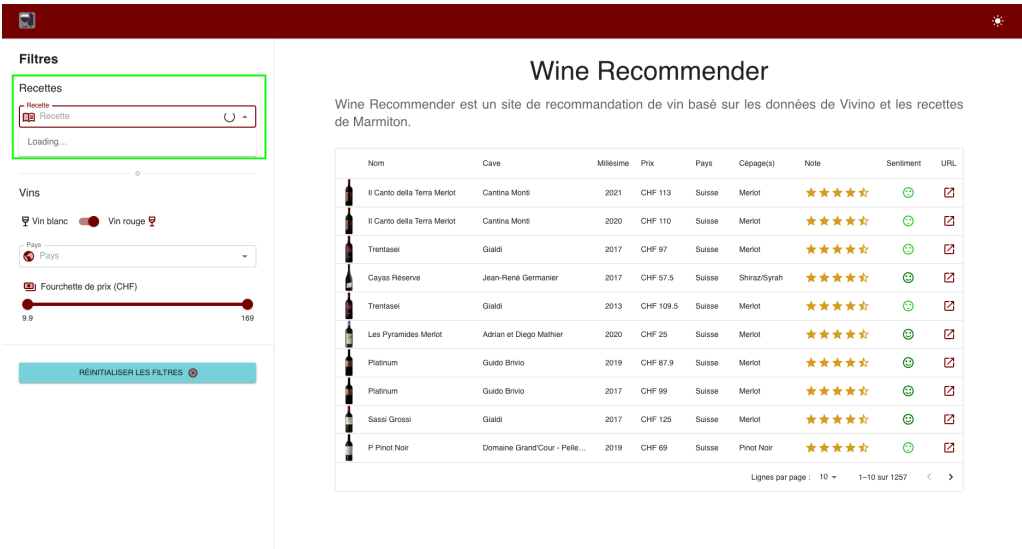 Filtres
Recettes
Recette
Recette
Loading...
Vins
Vin blanc Vin rouge
Pays
Pays
Fourchette de prix (CHF)
9.9 169
RÉINITIALISER LES FILTRES
Wine Recommender
Wine Recommender est un site de recommandation de vin basé sur les données de Vivino et les recettes
de Marmiton.
Nom Cave Millésime Prix Pays Cépage(s) Note Sentiment URL
Il Canto della Terra Merlot Cantina Monti 2021 CHF 113 Suisse Merlot
Il Canto della Terra Merlot Cantina Monti 2020 CHF 110 Suisse Merlot
Trentasei Gialdi 2017 CHF 97 Suisse Merlot
Cayas Réserve Jean-René Germanier 2017 CHF 57.5 Suisse Shiraz/Syrah
Trentasei Gialdi 2013 CHF 109.5 Suisse Merlot
Les Pyramides Merlot Adrian et Diego Mathier 2020 CHF 25 Suisse Merlot
Platinum Guido Brivio 2019 CHF 87.9 Suisse Merlot
Platinum Guido Brivio 2017 CHF 99 Suisse Merlot
Sassi Grossi Gialdi 2017 CHF 125 Suisse Merlot
P Pinot Noir Domaine Grand'Cour - Pelle... 2019 CHF 69 Suisse Pinot Noir
Lignes par page : 10 1–10 sur 1257